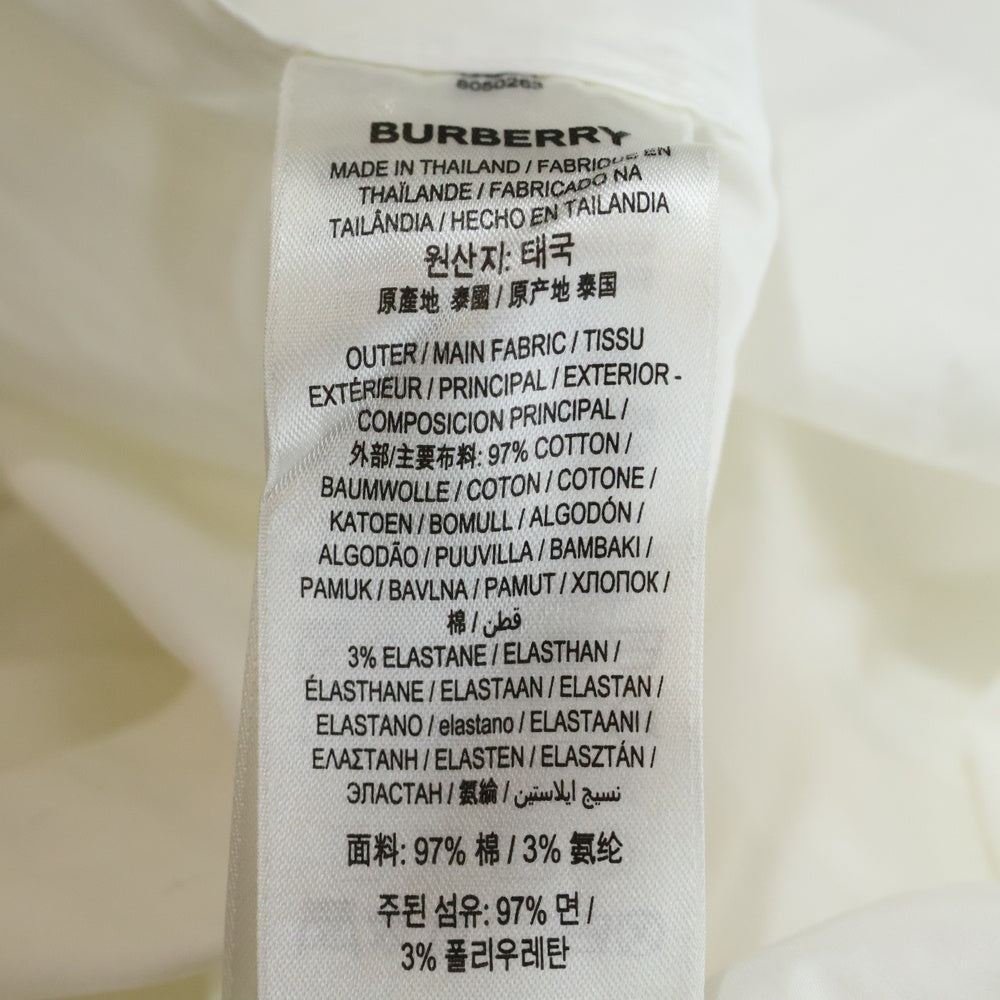 8050263
BURBERRY
MADE IN THAILAND / FABRIQUE EN
THAÏLANDE / FABRICADO NA
TAILÂNDIA / HECHO EN TAILANDIA
원산지: 태국
原產地 泰國 / 原产地 泰国
OUTER / MAIN FABRIC / TISSU
EXTÉRIEUR / PRINCIPAL / EXTERIOR -
COMPOSICION PRINCIPAL /
外部/主要布料: 97% COTTON /
BAUMWOLLE / COTON / COTONE /
KATOEN / BOMULL / ALGODÓN /
ALGODÃO / PUUVILLA / BAMBAKI /
PAMUK / BAVLNA / PAMUT / ХЛОПОК /
棉 / قطن
3% ELASTANE / ELASTHAN /
ÉLASTHANE / ELASTAAN / ELASTAN /
ELASTANO / elastano / ELASTAANI /
ΕΛΑΣΤΑΝΗ / ELASTEN / ELASZTÁN /
ЭЛАСТАН / 氨綸 / نسيج ايلاستين
面料: 97% 棉 / 3% 氨纶
주된 섬유: 97% 면 /
3% 폴리우레탄